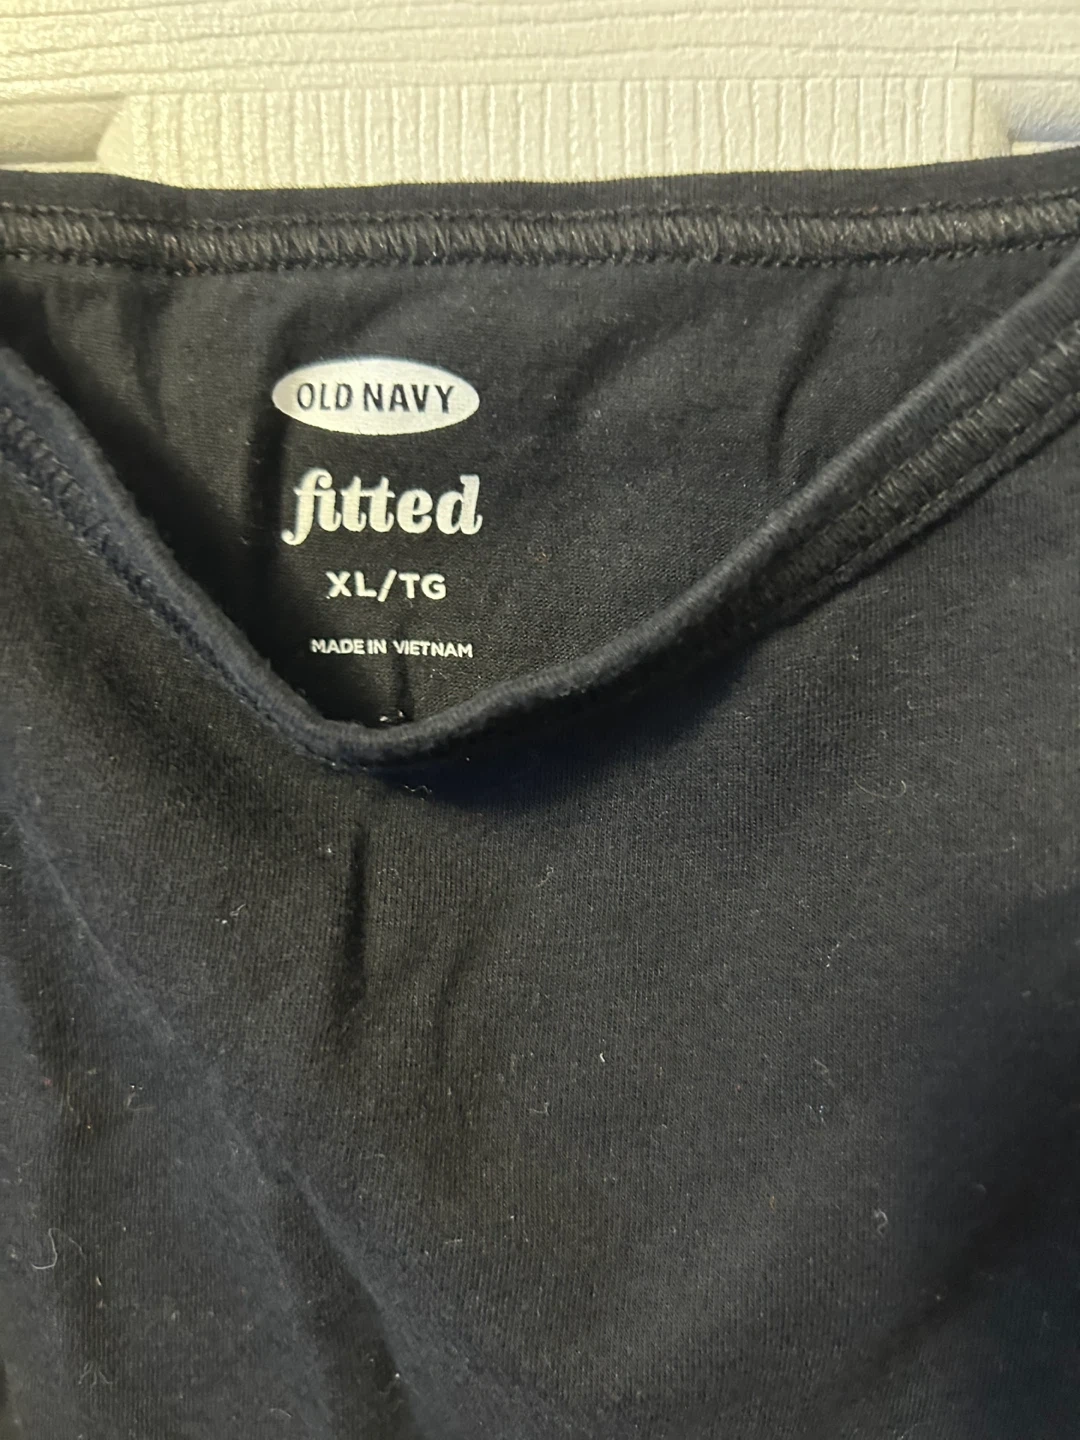 OLD NAVY
fitted
XL/TG
MADE IN VIETNAM